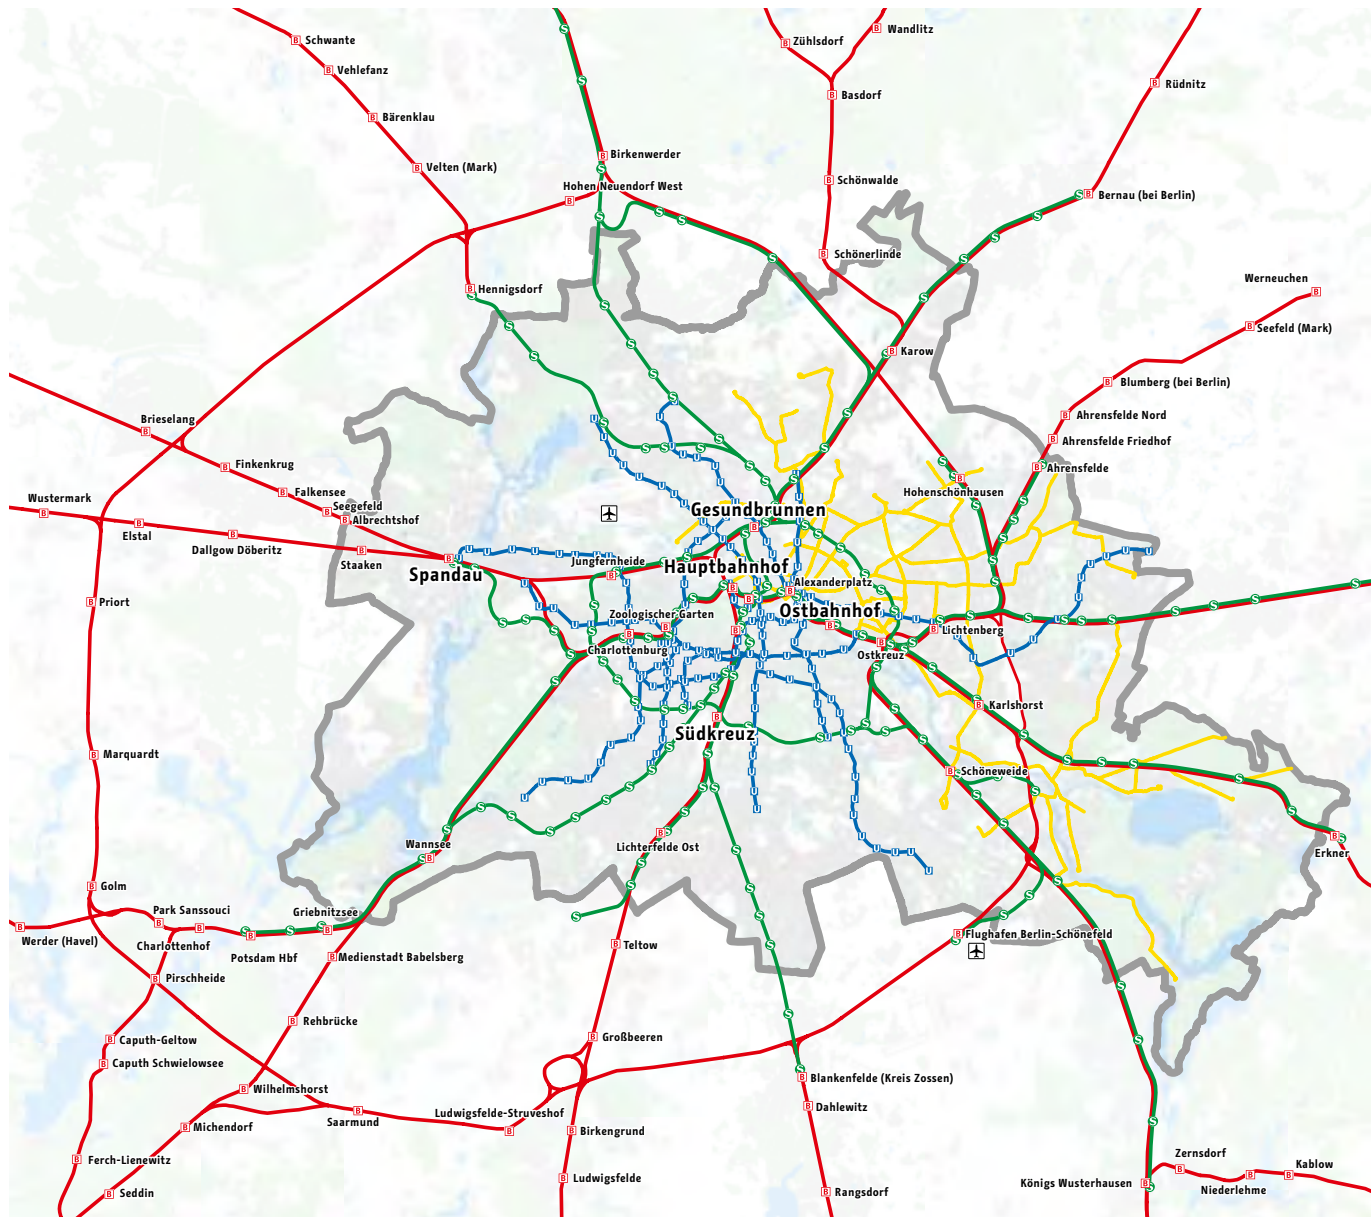 Schwante
Wandlitz
Zühlsdorf
Vehlefanz
Rüdnitz
Basdorf
Bärenklau
Birkenwerder
Velten (Mark)
Schönwalde
Hohen Neuendorf West
Bernau (bei Berlin)
Schönerlinde
Werneuchen
Hennigsdorf
Seefeld (Mark)
Karow
Blumberg (bei Berlin)
Ahrensfelde Nord
Brieselang
Ahrensfelde Friedhof
Finkenkrug
Ahrensfelde
Falkensee
Hohenschönhausen
Wustermark
Seegefeld
Gesundbrunnen
Albrechtshof
Elstal
Dallgow Döberitz
Staaken
Jungfernheide
Hauptbahnhof
Spandau
Alexanderplatz
Priort
Ostbahnhof
Zoologischer Garten
Lichtenberg
Charlottenburg
Ostkreuz
Karlshorst
Südkreuz
Marquardt
Schöneweide
Wannsee
Lichterfelde Ost
Erkner
Golm
Park Sanssouci
Griebnitzsee
Werder (Havel)
Charlottenhof
Flughafen Berlin-Schönefeld
Teltow
Potsdam Hbf
Medienstadt Babelsberg
Pirschheide
Rehbrücke
Caputh-Geltow
Großbeeren
Caputh Schwielowsee
Blankenfelde (Kreis Zossen)
Wilhelmshorst
Dahlewitz
Ludwigsfelde-Struveshof
Saarmund
Michendorf
Birkengrund
Zernsdorf
Ferch-Lienewitz
Kablow
Ludwigsfelde
Königs Wusterhausen
Niederlehme
Seddin
Rangsdorf